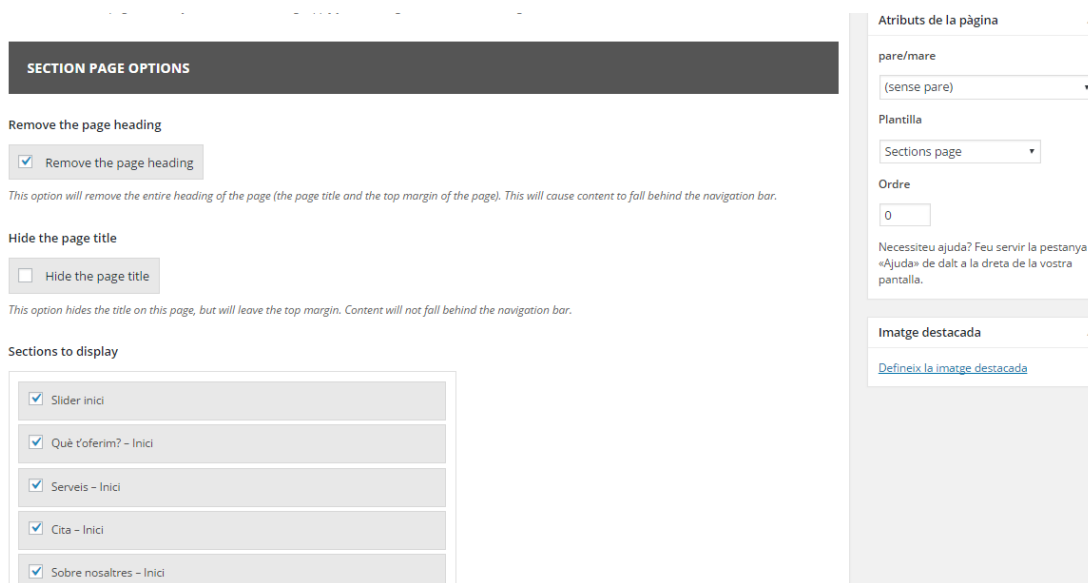 SECTION PAGE OPTIONS
Remove the page heading
Remove the page heading
This option will remove the entire heading of the page (the page title and the top margin of the page). This will cause content to fall behind the navigation bar.
Hide the page title
Hide the page title
This option hides the title on this page, but will leave the top margin. Content will not fall behind the navigation bar.
Sections to display
Slider inici
Què t'oferim? – Inici
Serveis – Inici
Cita – Inici
Sobre nosaltres – Inici
Atributs de la pàgina
pare/mare
(sense pare)
Plantilla
Sections page
Ordre
0
Necessiteu ajuda? Feu servir la pestanya
«Ajuda» de dalt a la dreta de la vostra
pantalla.
Imatge destacada
Defineix la imatge destacada